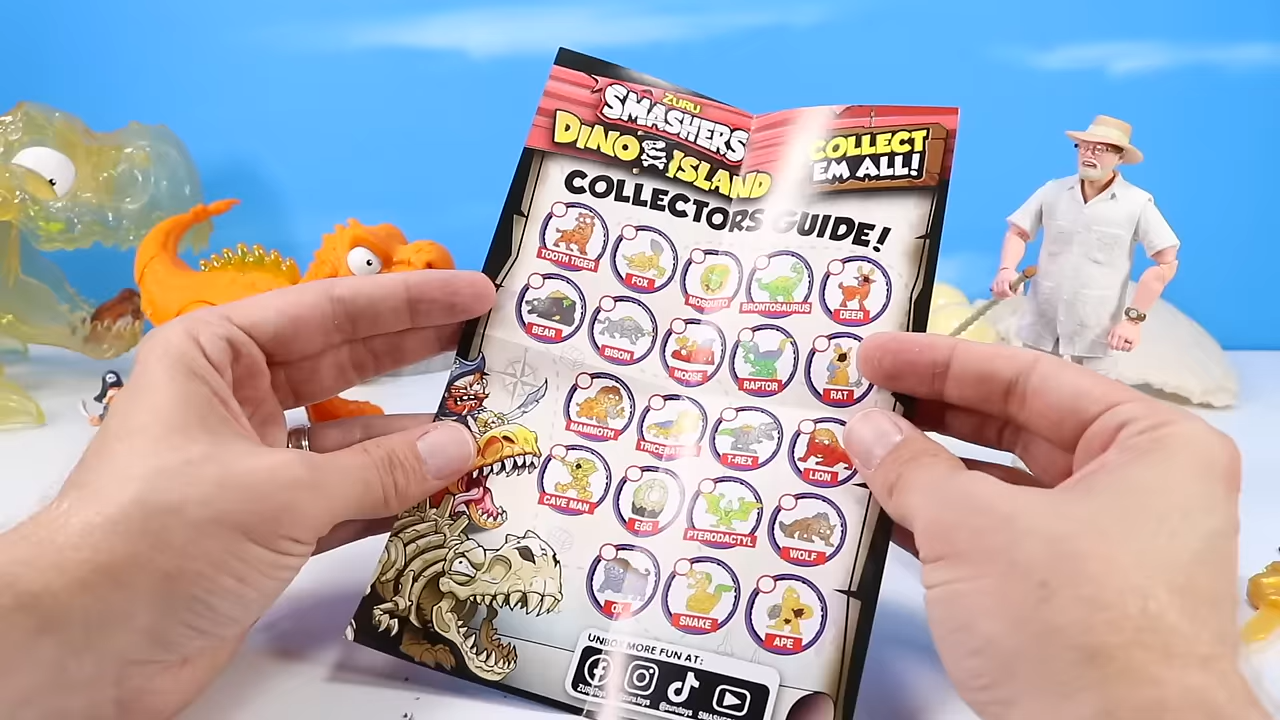 ZURU
SMASHERS
DINO ISLAND
COLLECT
'EM ALL!
COLLECTORS GUIDE!
TOOTH TIGER
FOX
MOSQUITO
BRONTOSAURUS
DEER
BEAR
BISON
MOOSE
RAPTOR
RAT
MAMMOTH
T-REX
LION
CAVE MAN
EGG
PTERODACTYL
WOLF
OX
SNAKE
APE
UNBOX MORE FUN AT:
@zurutoys